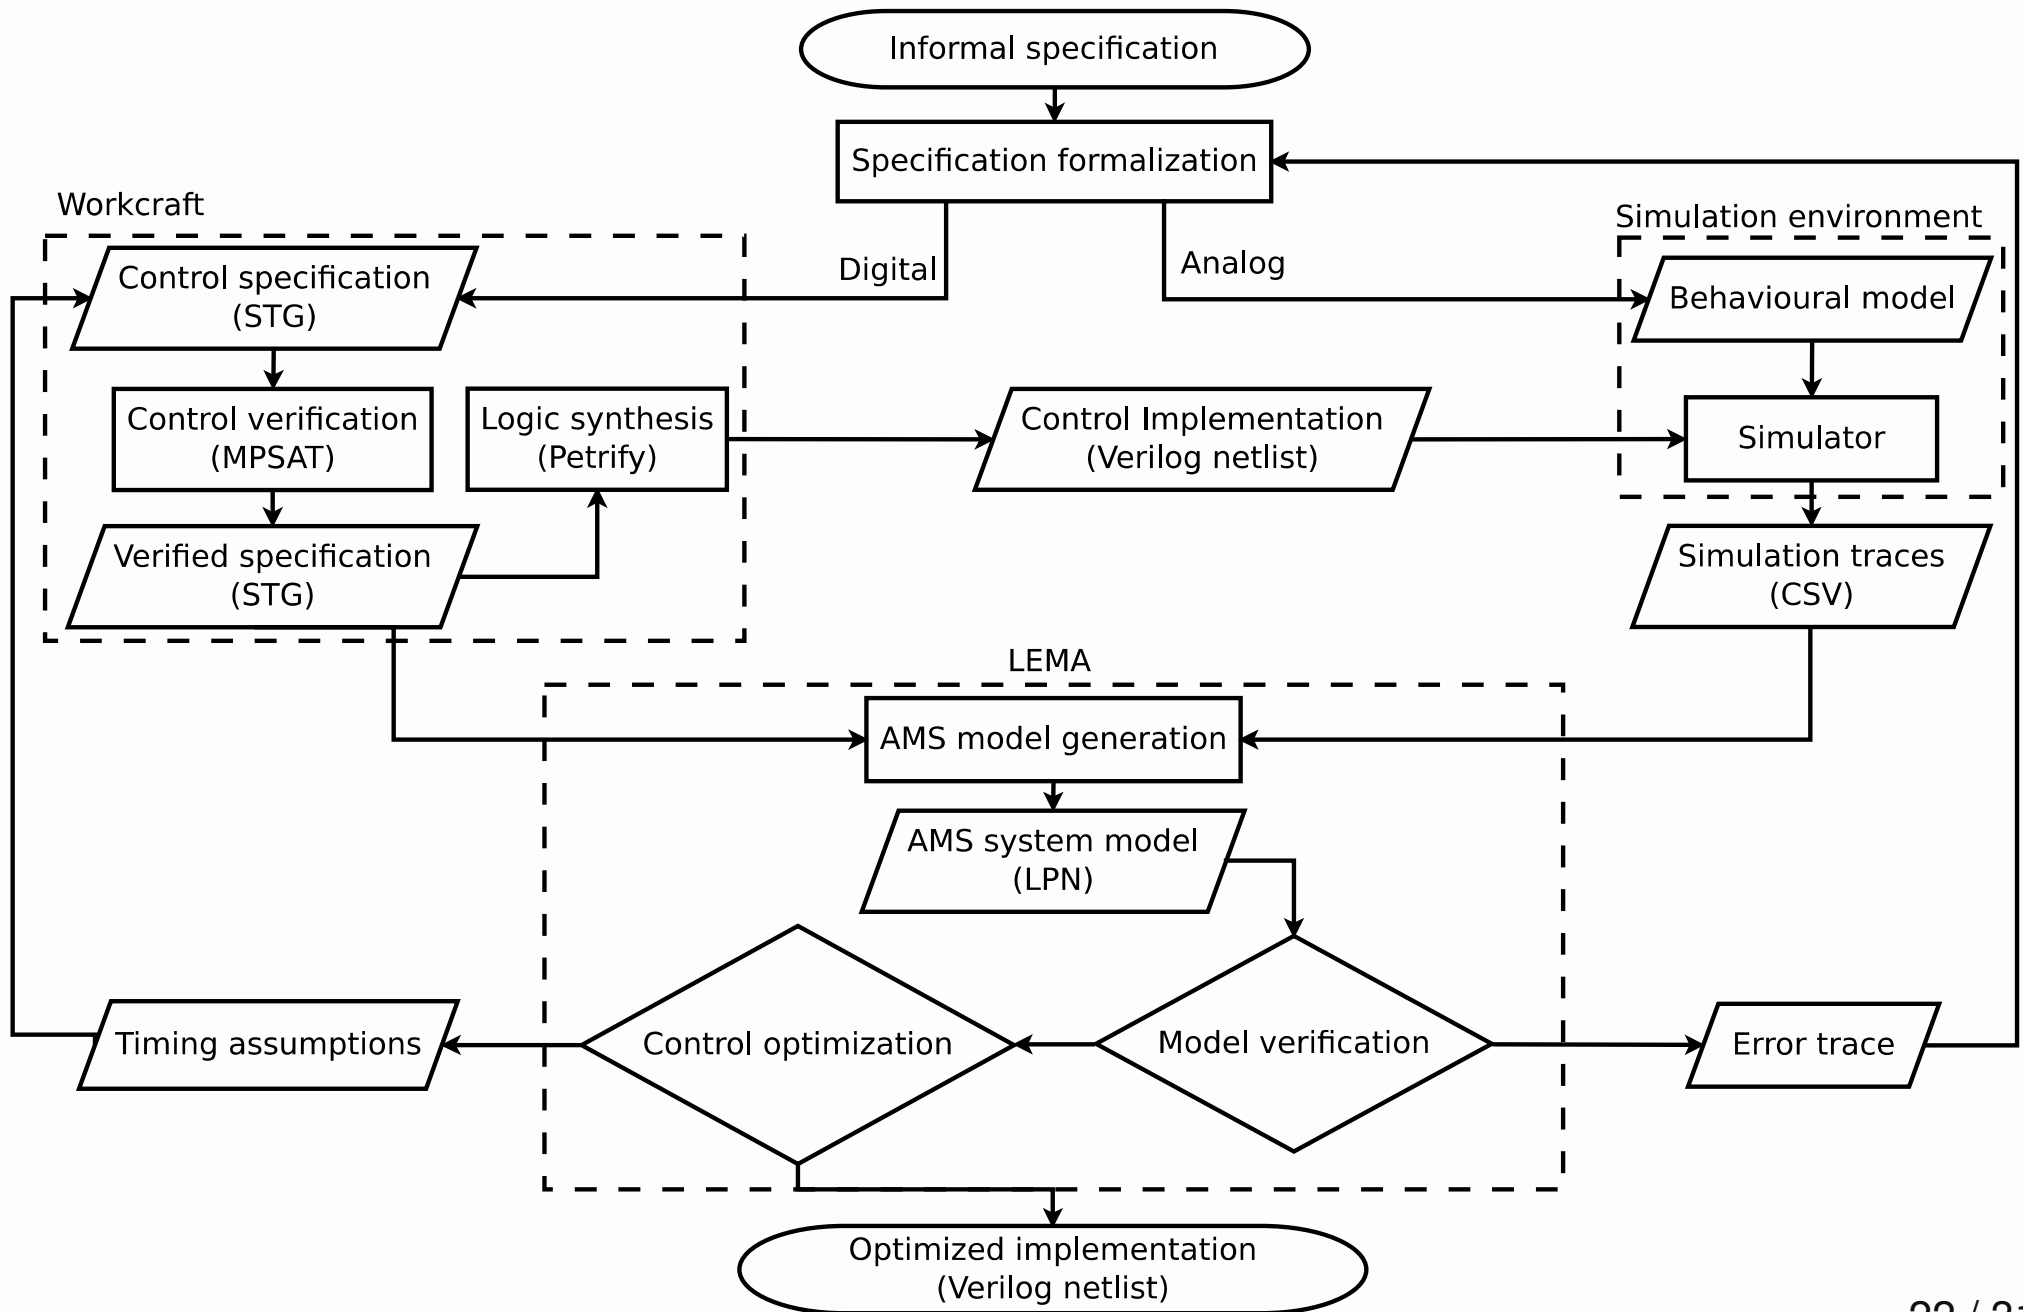 Informal specification
Specification formalization
Workcraft
Simulation environment
Digital
Analog
Control specification
(STG)
Behavioural model
Control verification
(MPSAT)
Logic synthesis
(Petrify)
Control Implementation
(Verilog netlist)
Simulator
Verified specification
(STG)
Simulation traces
(CSV)
LEMA
AMS model generation
AMS system model
(LPN)
Timing assumptions
Control optimization
Model verification
Error trace
Optimized implementation
(Verilog netlist)